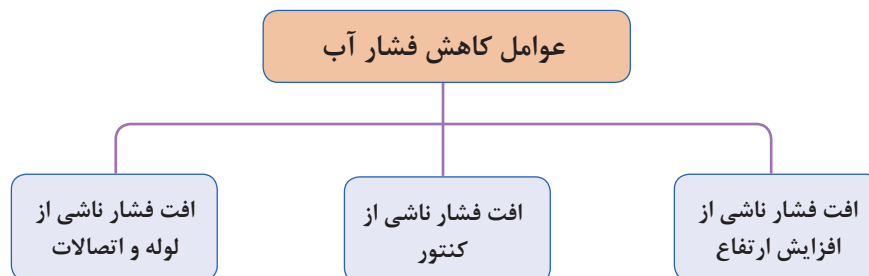 عوامل کاهش فشار آب
افت فشار ناشی از
افزایش ارتفاع
افت فشار ناشی از
کنتور
افت فشار ناشی از
لوله و اتصالات